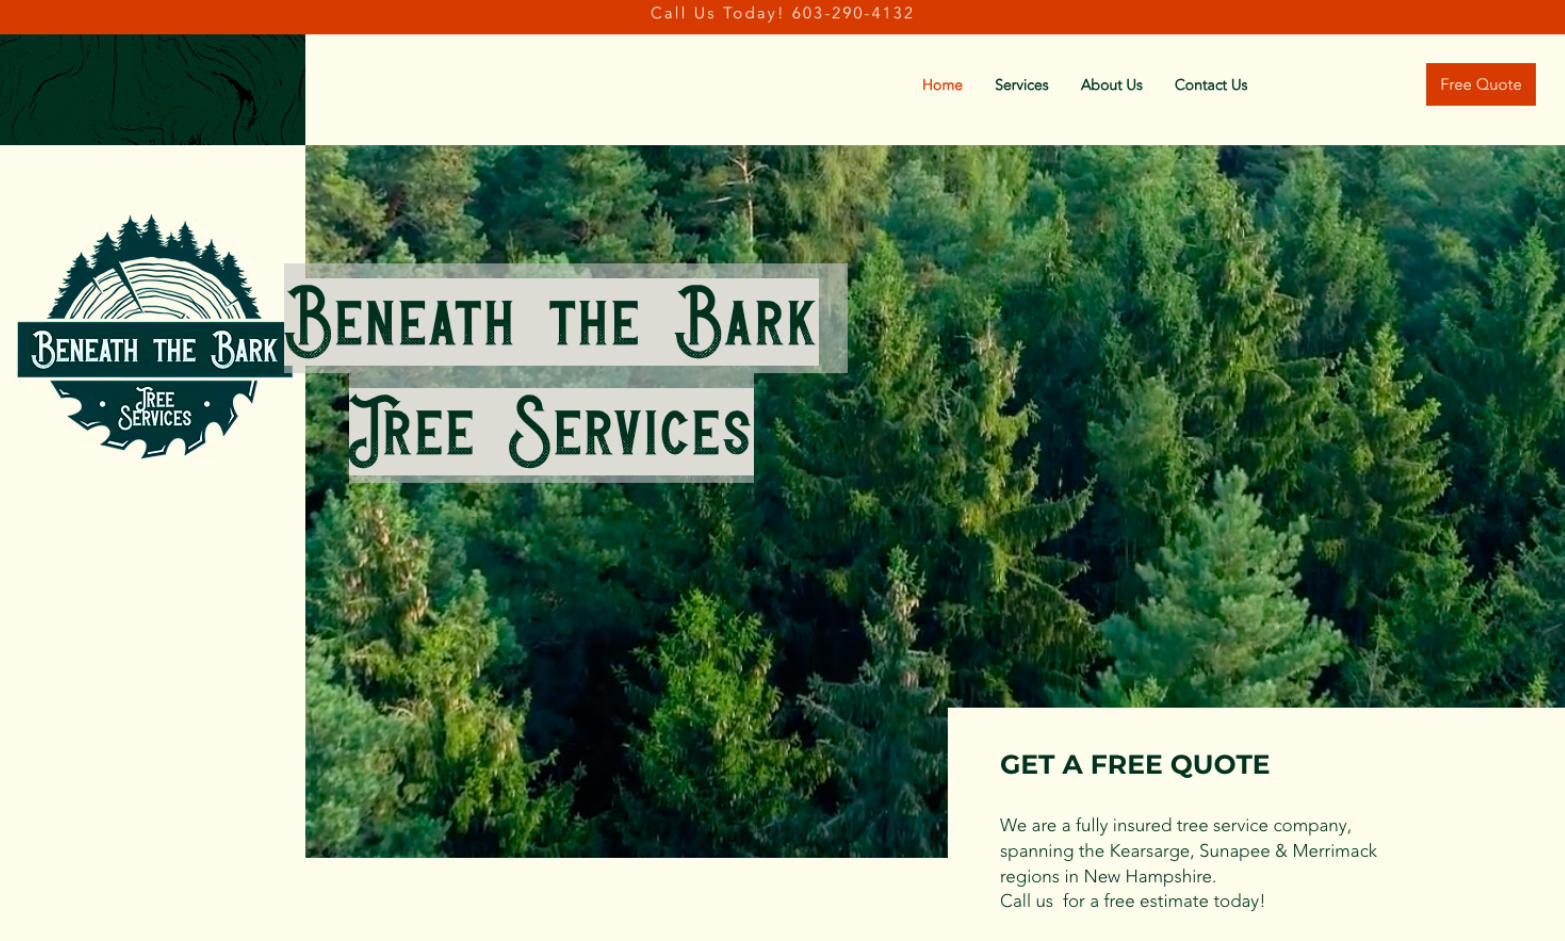 Call Us Today! 603-290-4132
Home Services About Us Contact Us Free Quote
Beneath the Bark
Tree Services
Beneath the Bark
Tree Services
GET A FREE QUOTE
We are a fully insured tree service company,
spanning the Kearsarge, Sunapee & Merrimack
regions in New Hampshire.
Call us  for a free estimate today!